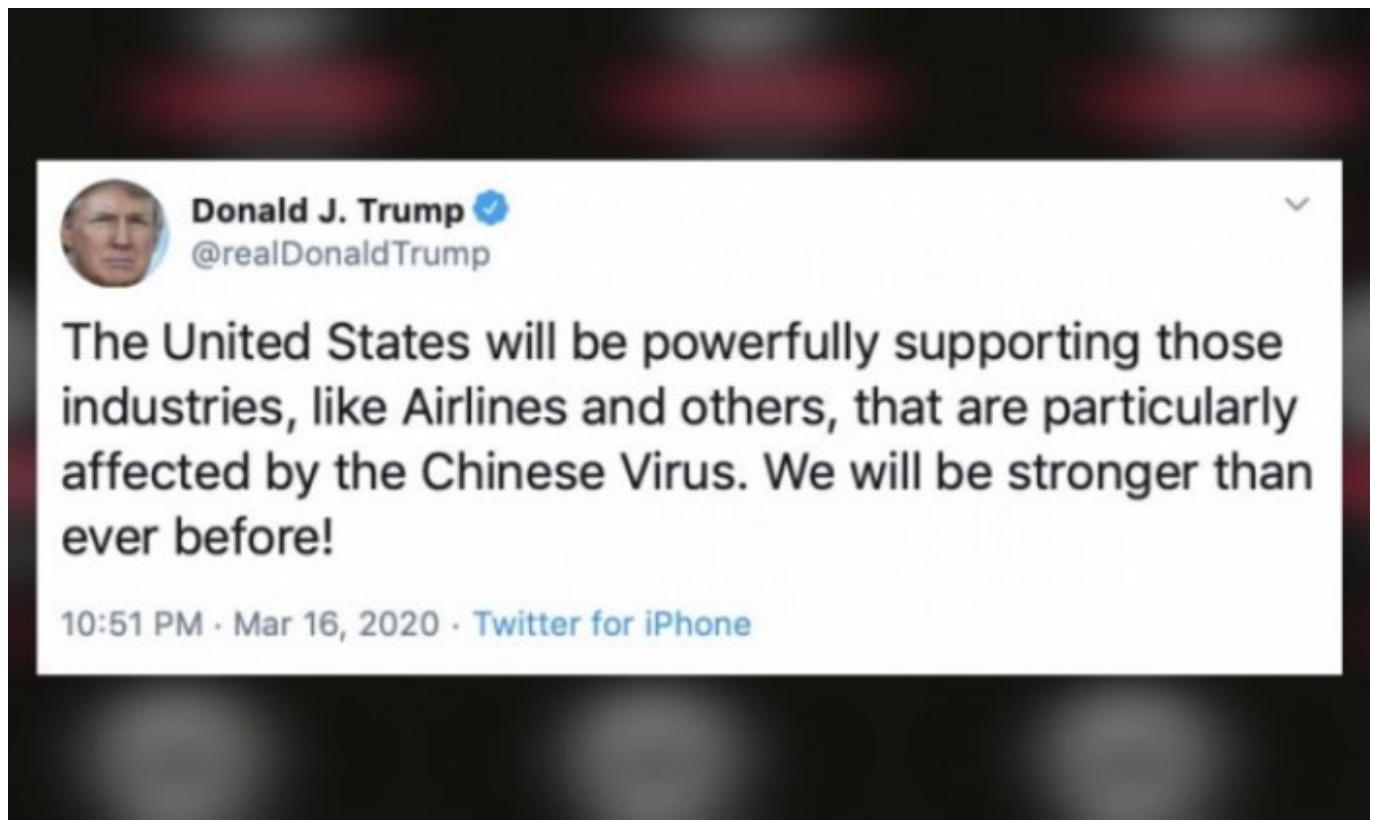 Donald J. Trump
@realDonaldTrump
The United States will be powerfully supporting those
industries, like Airlines and others, that are particularly
affected by the Chinese Virus. We will be stronger than
ever before!
10:51 PM · Mar 16, 2020 · Twitter for iPhone